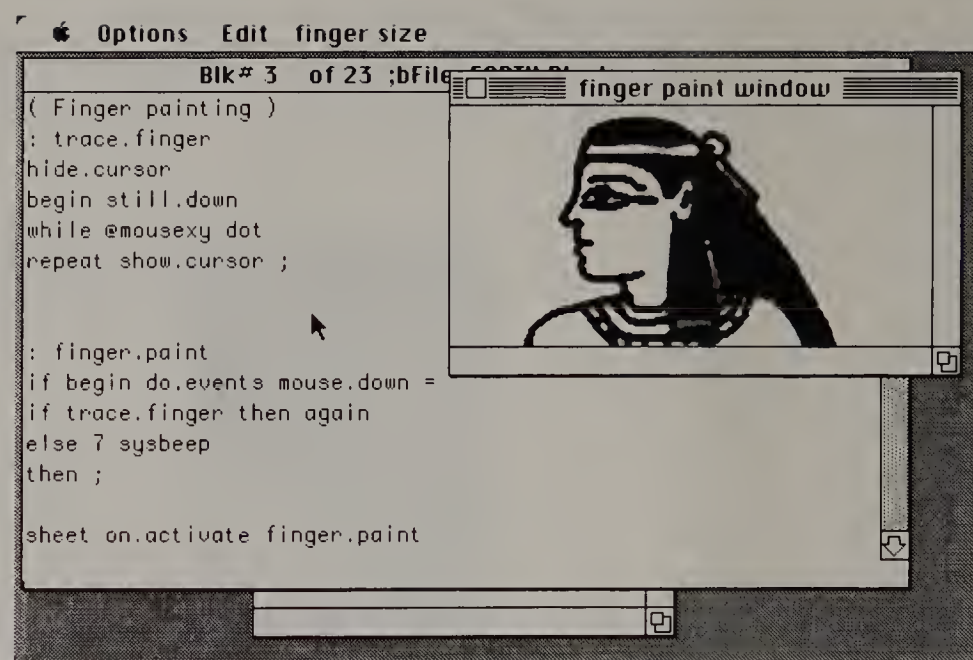 Options Edit finger size
Blk# 3 of 23 ;bFile
finger paint window
( Finger painting )
: trace.finger
hide.cursor
begin still.down
while @mousexy dot
repeat show.cursor ;
: finger.paint
if begin do.events mouse.down =
if trace.finger then again
else 7 sysbeep
then ;
sheet on.activate finger.paint